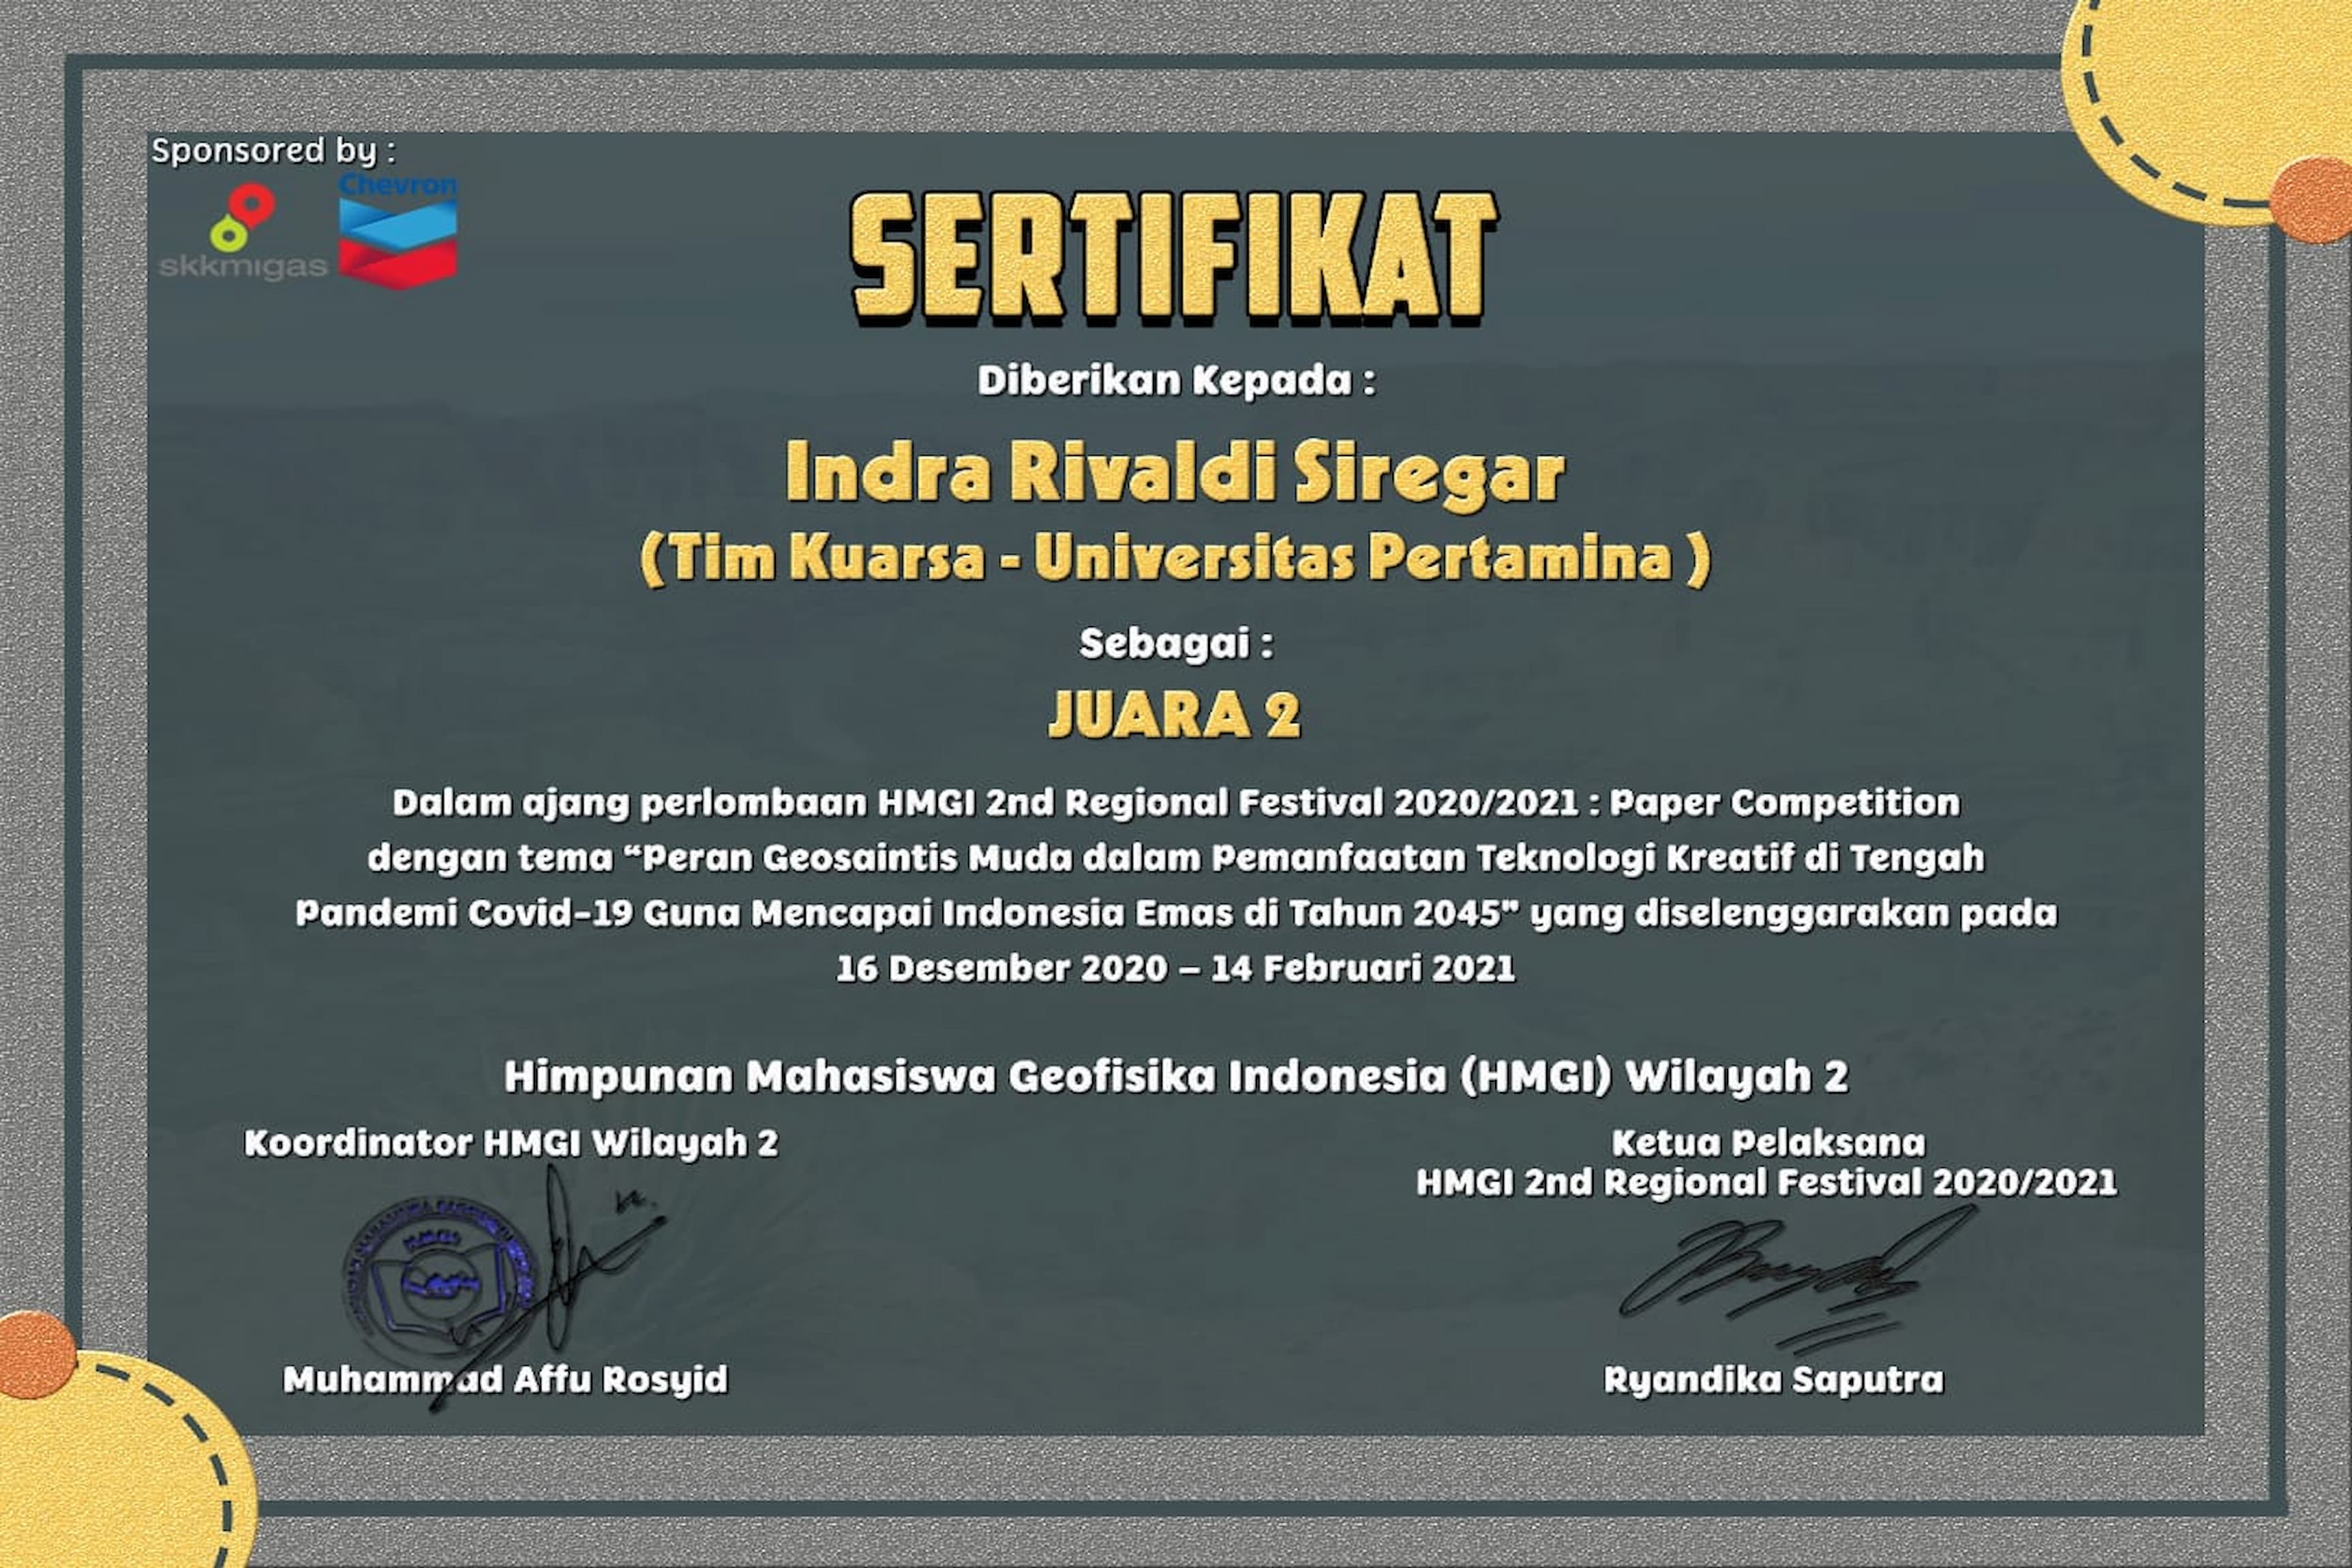 Sponsored by :
Chevron
skkmigas
SERTIFIKAT
Diberikan Kepada :
Indra Rivaldi Siregar
(Tim Kuarsa - Universitas Pertamina )
Sebagai :
JUARA 2
Dalam ajang perlombaan HMGI 2nd Regional Festival 2020/2021 : Paper Competition
dengan tema “Peran Geosaintis Muda dalam Pemanfaatan Teknologi Kreatif di Tengah
Pandemi Covid-19 Guna Mencapai Indonesia Emas di Tahun 2045” yang diselenggarakan pada
16 Desember 2020 – 14 Februari 2021
Himpunan Mahasiswa Geofisika Indonesia (HMGI) Wilayah 2
Koordinator HMGI Wilayah 2
Ketua Pelaksana
HMGI 2nd Regional Festival 2020/2021
HMGI
Muhammad Affu Rosyid
Ryandika Saputra